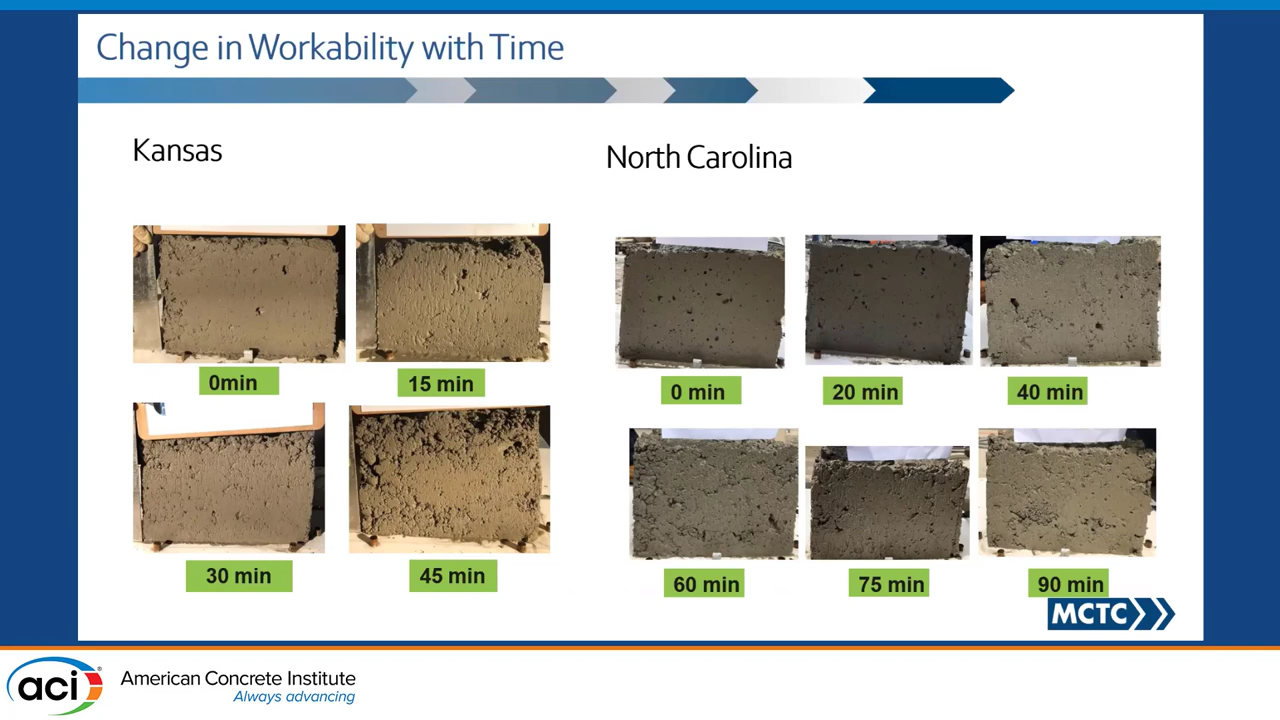 Change in Workability with Time
Kansas
North Carolina
0min
15 min
30 min
45 min
0 min
20 min
40 min
60 min
75 min
90 min
MCTC
aci®
American Concrete Institute
Always advancing